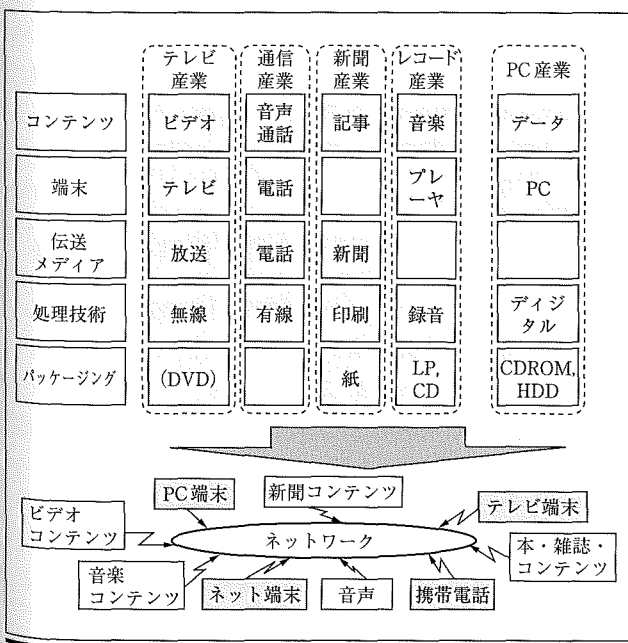 テレビ産業
通信産業
新聞産業
レコード産業
PC産業
コンテンツ
ビデオ
音声通話
記事
音楽
データ
端末
テレビ
電話
プレーヤ
PC
伝送メディア
放送
電話
新聞
処理技術
無線
有線
印刷
録音
ディジタル
パッケージング
(DVD)
紙
LP,
CD
CDROM,
HDD
PC端末
新聞コンテンツ
テレビ端末
ビデオ
コンテンツ
ネットワーク
本・雑誌・
コンテンツ
音楽
コンテンツ
ネット端末
音声
携帯電話